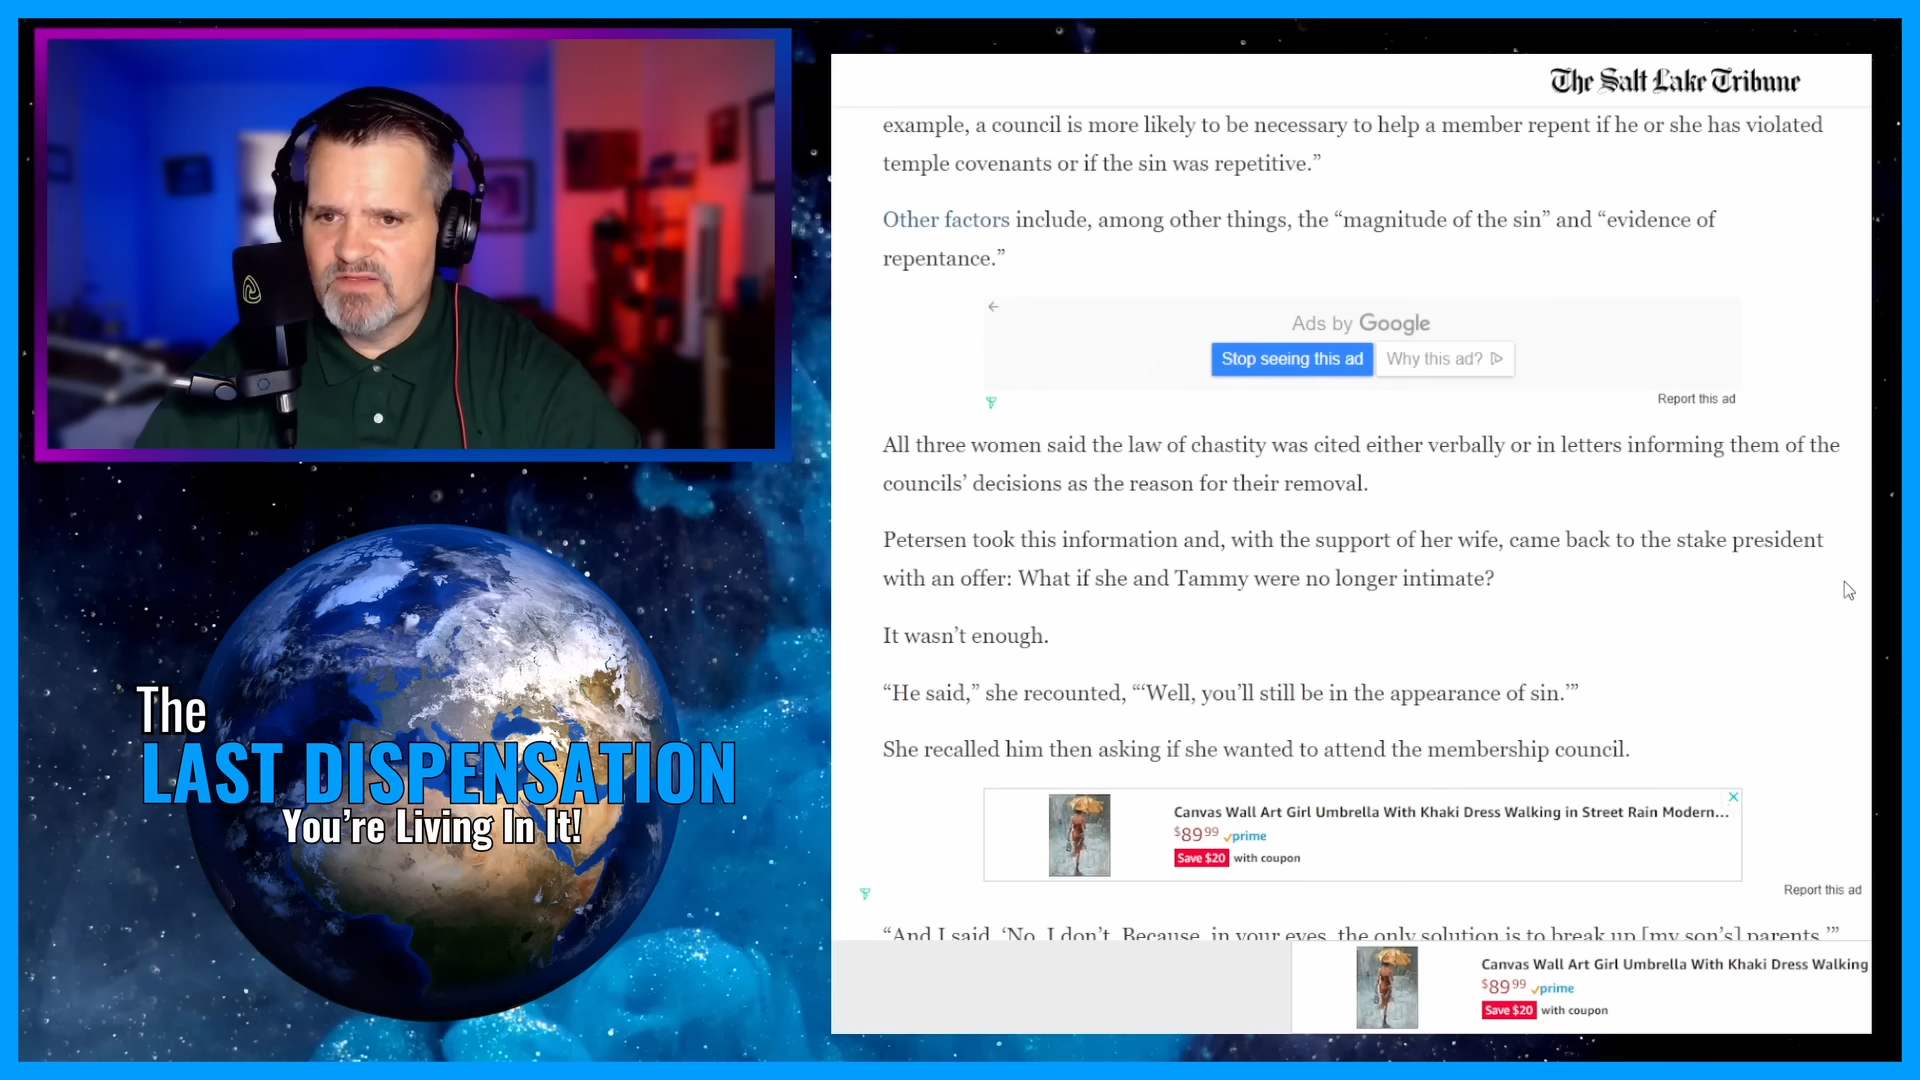 The Salt Lake Tribune
example, a council is more likely to be necessary to help a member repent if he or she has violated
temple covenants or if the sin was repetitive.”
Other factors include, among other things, the “magnitude of the sin” and “evidence of
repentance.”
Ads by Google
Stop seeing this ad
Why this ad?
Report this ad
All three women said the law of chastity was cited either verbally or in letters informing them of the
councils’ decisions as the reason for their removal.
Petersen took this information and, with the support of her wife, came back to the stake president
with an offer: What if she and Tammy were no longer intimate?
It wasn’t enough.
“He said,” she recounted, “‘Well, you’ll still be in the appearance of sin.’”
She recalled him then asking if she wanted to attend the membership council.
Canvas Wall Art Girl Umbrella With Khaki Dress Walking in Street Rain Modern...
$89.99 prime
Save $20 with coupon
Report this ad
“And I said, ‘No, I don’t. Because, in your eyes, the only solution is to break up [my son’s] parents.’”
Canvas Wall Art Girl Umbrella With Khaki Dress Walking
$89.99 prime
Save $20 with coupon
The
LAST DISPENSATION
You’re Living In It!